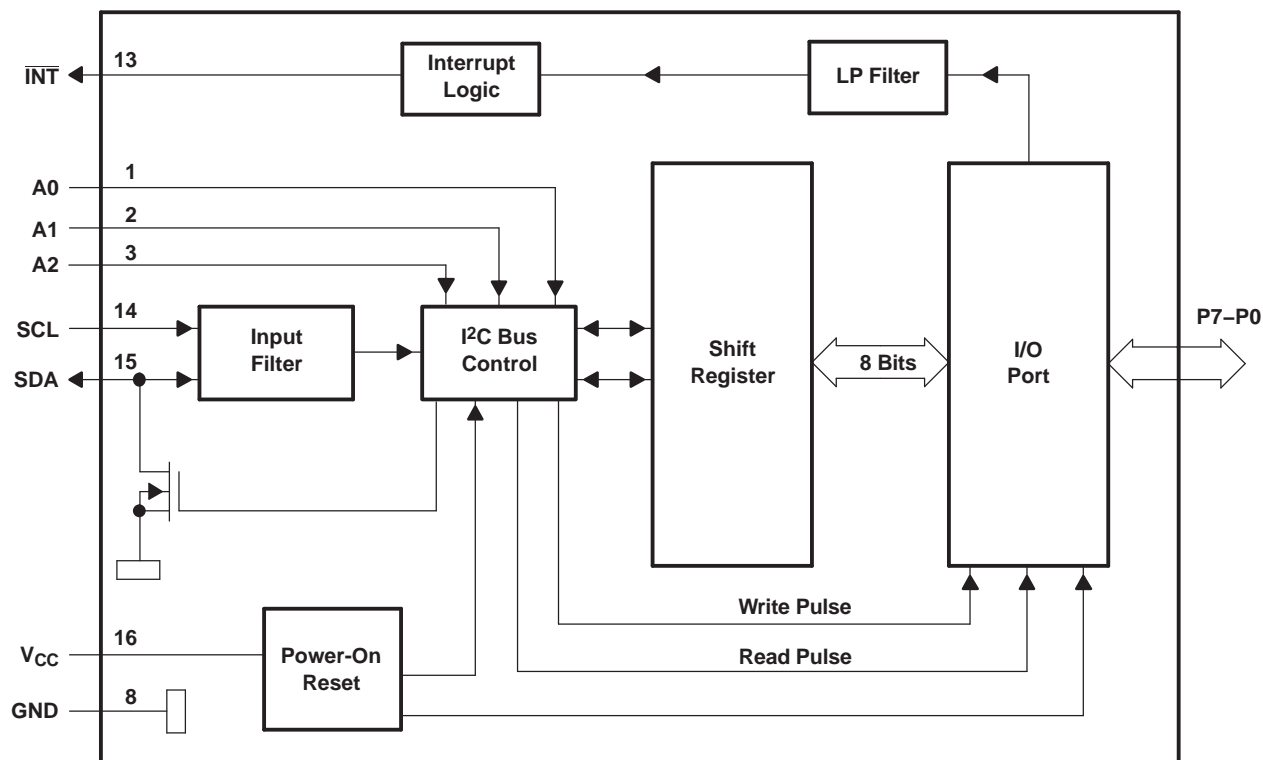 INT
13
Interrupt
Logic
LP Filter
A0
1
A1
2
A2
3
SCL
14
SDA
15
Input
Filter
I²C Bus
Control
Shift
Register
8 Bits
I/O
Port
P7–P0
Write Pulse
Read Pulse
VCC
16
GND
8
Power-On
Reset